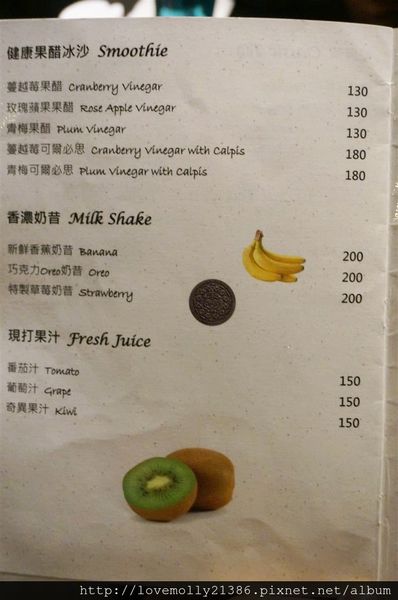 健康果醋冰沙 Smoothie
蔓越莓果醋 Cranberry Vinegar 130
玫瑰蘋果果醋 Rose Apple Vinegar 130
青梅果醋 Plum Vinegar 130
蔓越莓可爾必思 Cranberry Vinegar with Calpis 180
青梅可爾必思 Plum Vinegar with Calpis 180
香濃奶昔 Milk Shake
新鮮香蕉奶昔 Banana 200
巧克力Oreo奶昔 Oreo 200
特製草莓奶昔 Strawberry 200
現打果汁 Fresh Juice
番茄汁 Tomato 150
葡萄汁 Grape 150
奇異果汁 Kiwi 150
http://lovemolly21386.pixnet.net/album